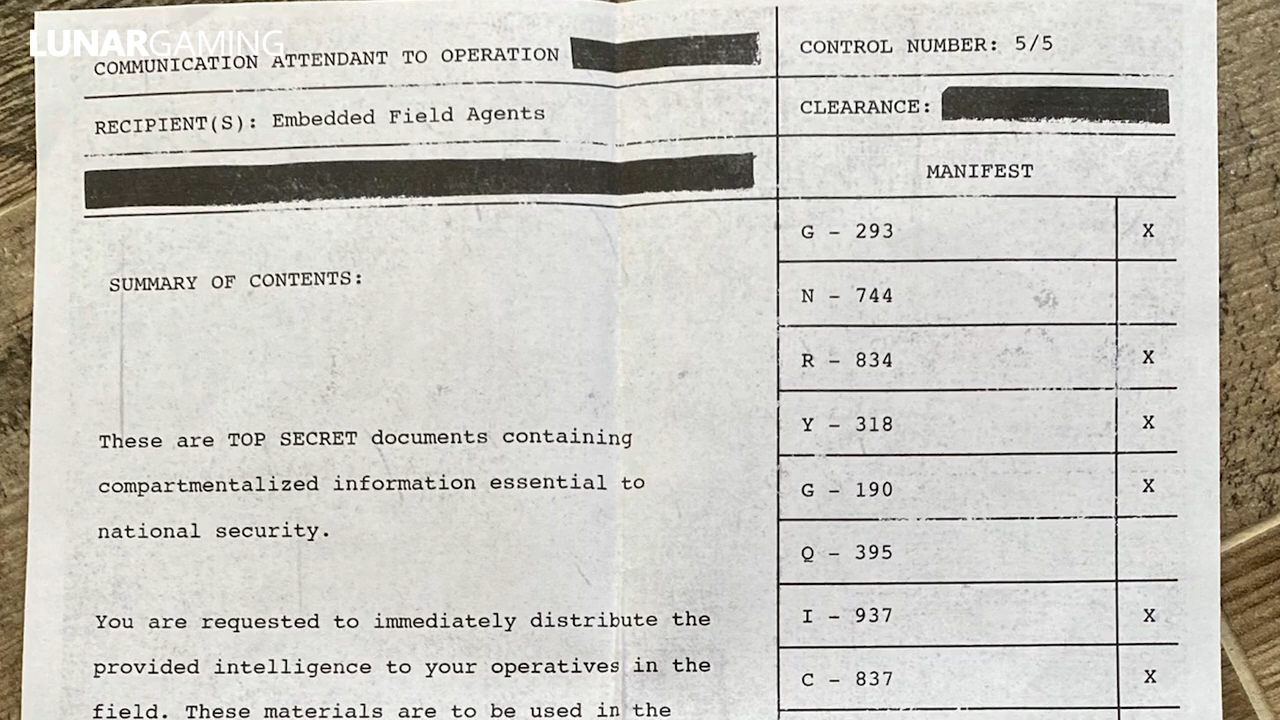 LUNARGAMING
COMMUNICATION ATTENDANT TO OPERATION
RECIPIENT(S): Embedded Field Agents
SUMMARY OF CONTENTS:
These are TOP SECRET documents containing
compartmentalized information essential to
national security.
You are requested to immediately distribute the
provided intelligence to your operatives in the
field. These materials are to be used in the
CONTROL NUMBER: 5/5
CLEARANCE:
MANIFEST
G - 293 X
N - 744
R - 834 X
Y - 318 X
G - 190 X
Q - 395
I - 937 X
C - 837 X